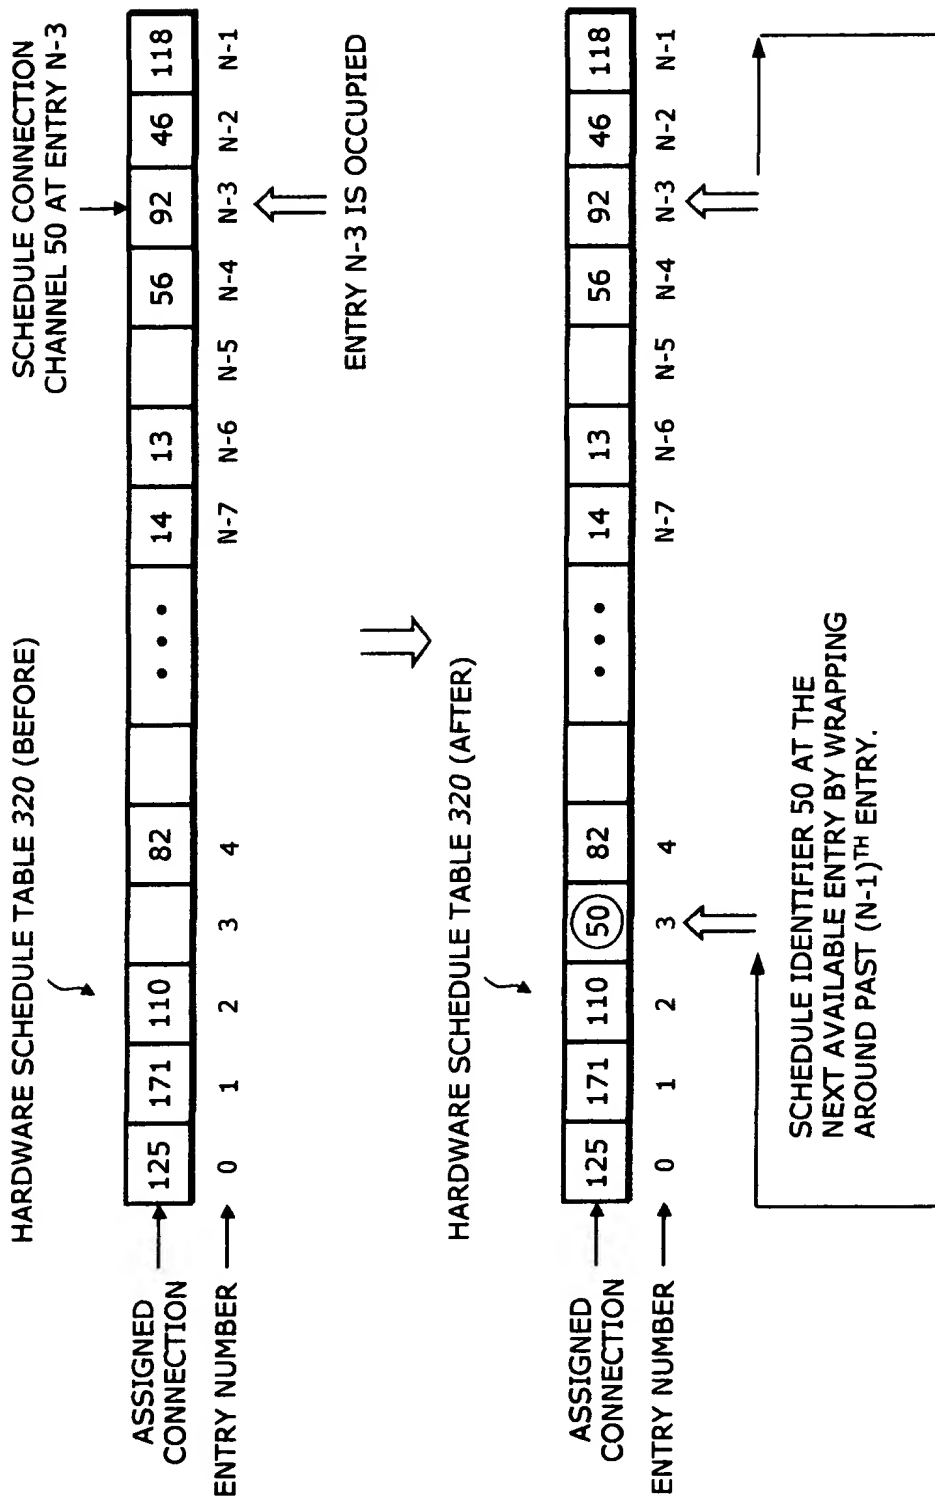 SCHEDULE CONNECTION
CHANNEL 50 AT ENTRY N-3
HARDWARE SCHEDULE TABLE 320 (BEFORE)
ASSIGNED
CONNECTION
125 171 110 82 • • • 14 13 56 92 46 118
ENTRY NUMBER
0 1 2 3 4 N-7 N-6 N-5 N-4 N-3 N-2 N-1
ENTRY N-3 IS OCCUPIED
HARDWARE SCHEDULE TABLE 320 (AFTER)
ASSIGNED
CONNECTION
125 171 110 50 82 • • • 14 13 56 92 46 118
ENTRY NUMBER
0 1 2 3 4 N-7 N-6 N-5 N-4 N-3 N-2 N-1
SCHEDULE IDENTIFIER 50 AT THE
NEXT AVAILABLE ENTRY BY WRAPPING
AROUND PAST (N-1)TH ENTRY.